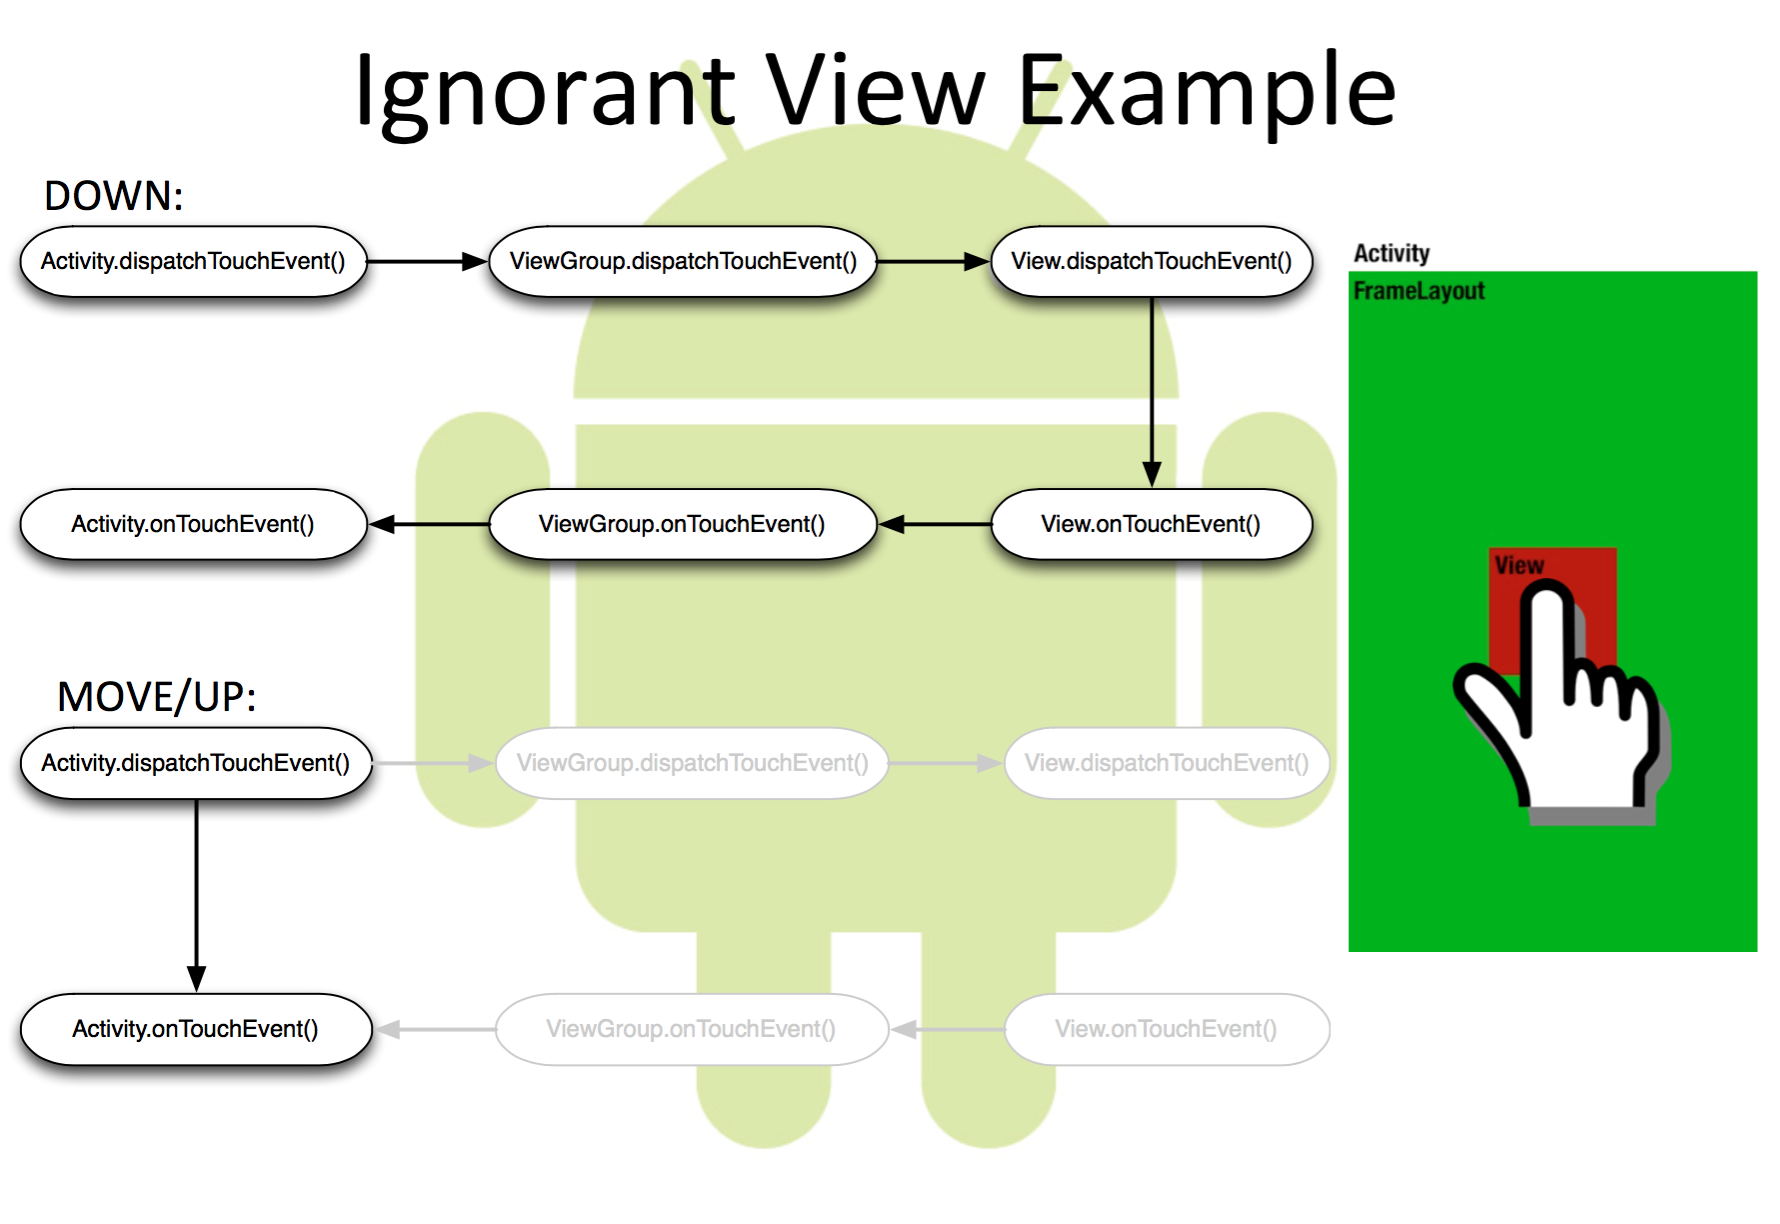 Ignorant View Example
DOWN:
Activity.dispatchTouchEvent()
ViewGroup.dispatchTouchEvent()
View.dispatchTouchEvent()
Activity.onTouchEvent()
ViewGroup.onTouchEvent()
View.onTouchEvent()
MOVE/UP:
Activity.dispatchTouchEvent()
ViewGroup.dispatchTouchEvent()
View.dispatchTouchEvent()
Activity.onTouchEvent()
ViewGroup.onTouchEvent()
View.onTouchEvent()
Activity
FrameLayout
View